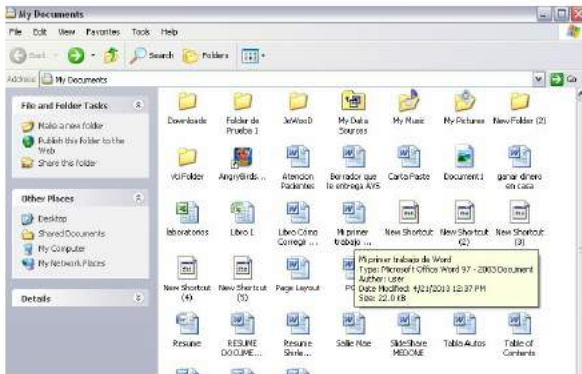 My Documents
File Edit View Favorites Tools Help
Back Search Folders
Address My Documents Go
File and Folder Tasks
Make a new folder
Publish this folder to the
Web
Share this folder
Other Places
Desktop
Shared Documents
My Computer
My Network Places
Details
Downloads Folder de My Data My Music My Pictures New Folder (2)
Prueba 1 Sources
vciFolder AngryBirds... Atencion Borrador que Carta Paste Document1 ganar dinero
Pacientes le entrega AVS en casa
laboratorios Libro 1 Libro Cómo Mi primer New Shortcut New Shortcut New Shortcut
Corregir ... trabajo ... (2) (3)
New Shortcut New Shortcut Page Layout
(4) (5)
Mi primer trabajo de Word
Type: Microsoft Office Word 97 - 2003 Document
Author: user
Date Modified: 4/21/2013 12:37 PM
Size: 22.0 KB
Resume RESUME Resume Sallie Mae SlideShare Tabla Autos Table of
DOCUME... Shirle... MEDONE Contents